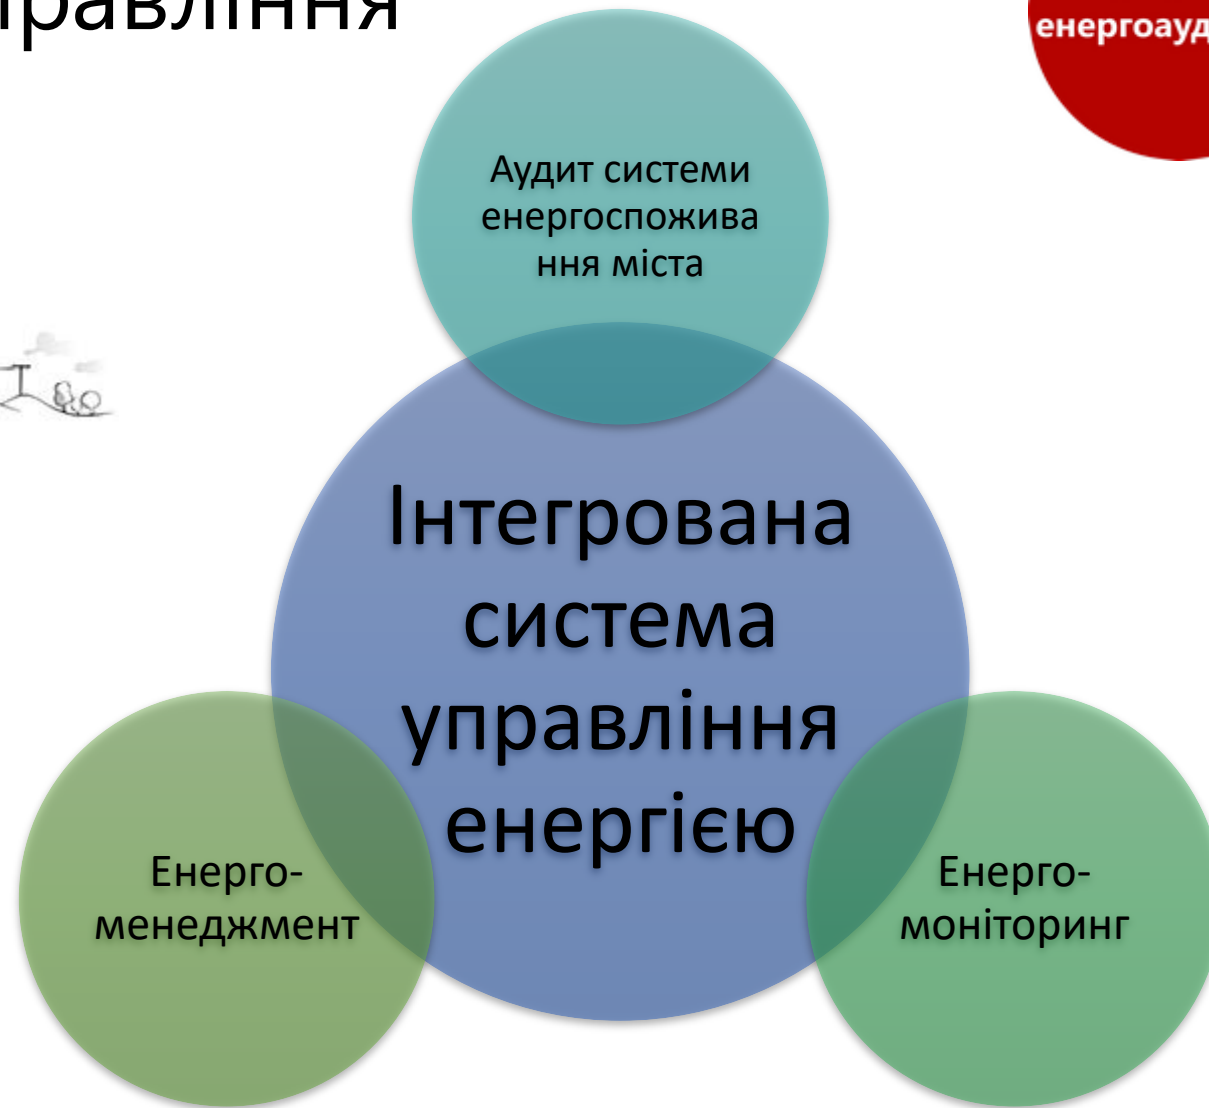 енергоауд
Аудит системи
енергоспожива
ння міста
Інтегрована
система
управління
енергією
Енерго-
менеджмент
Енерго-
моніторинг